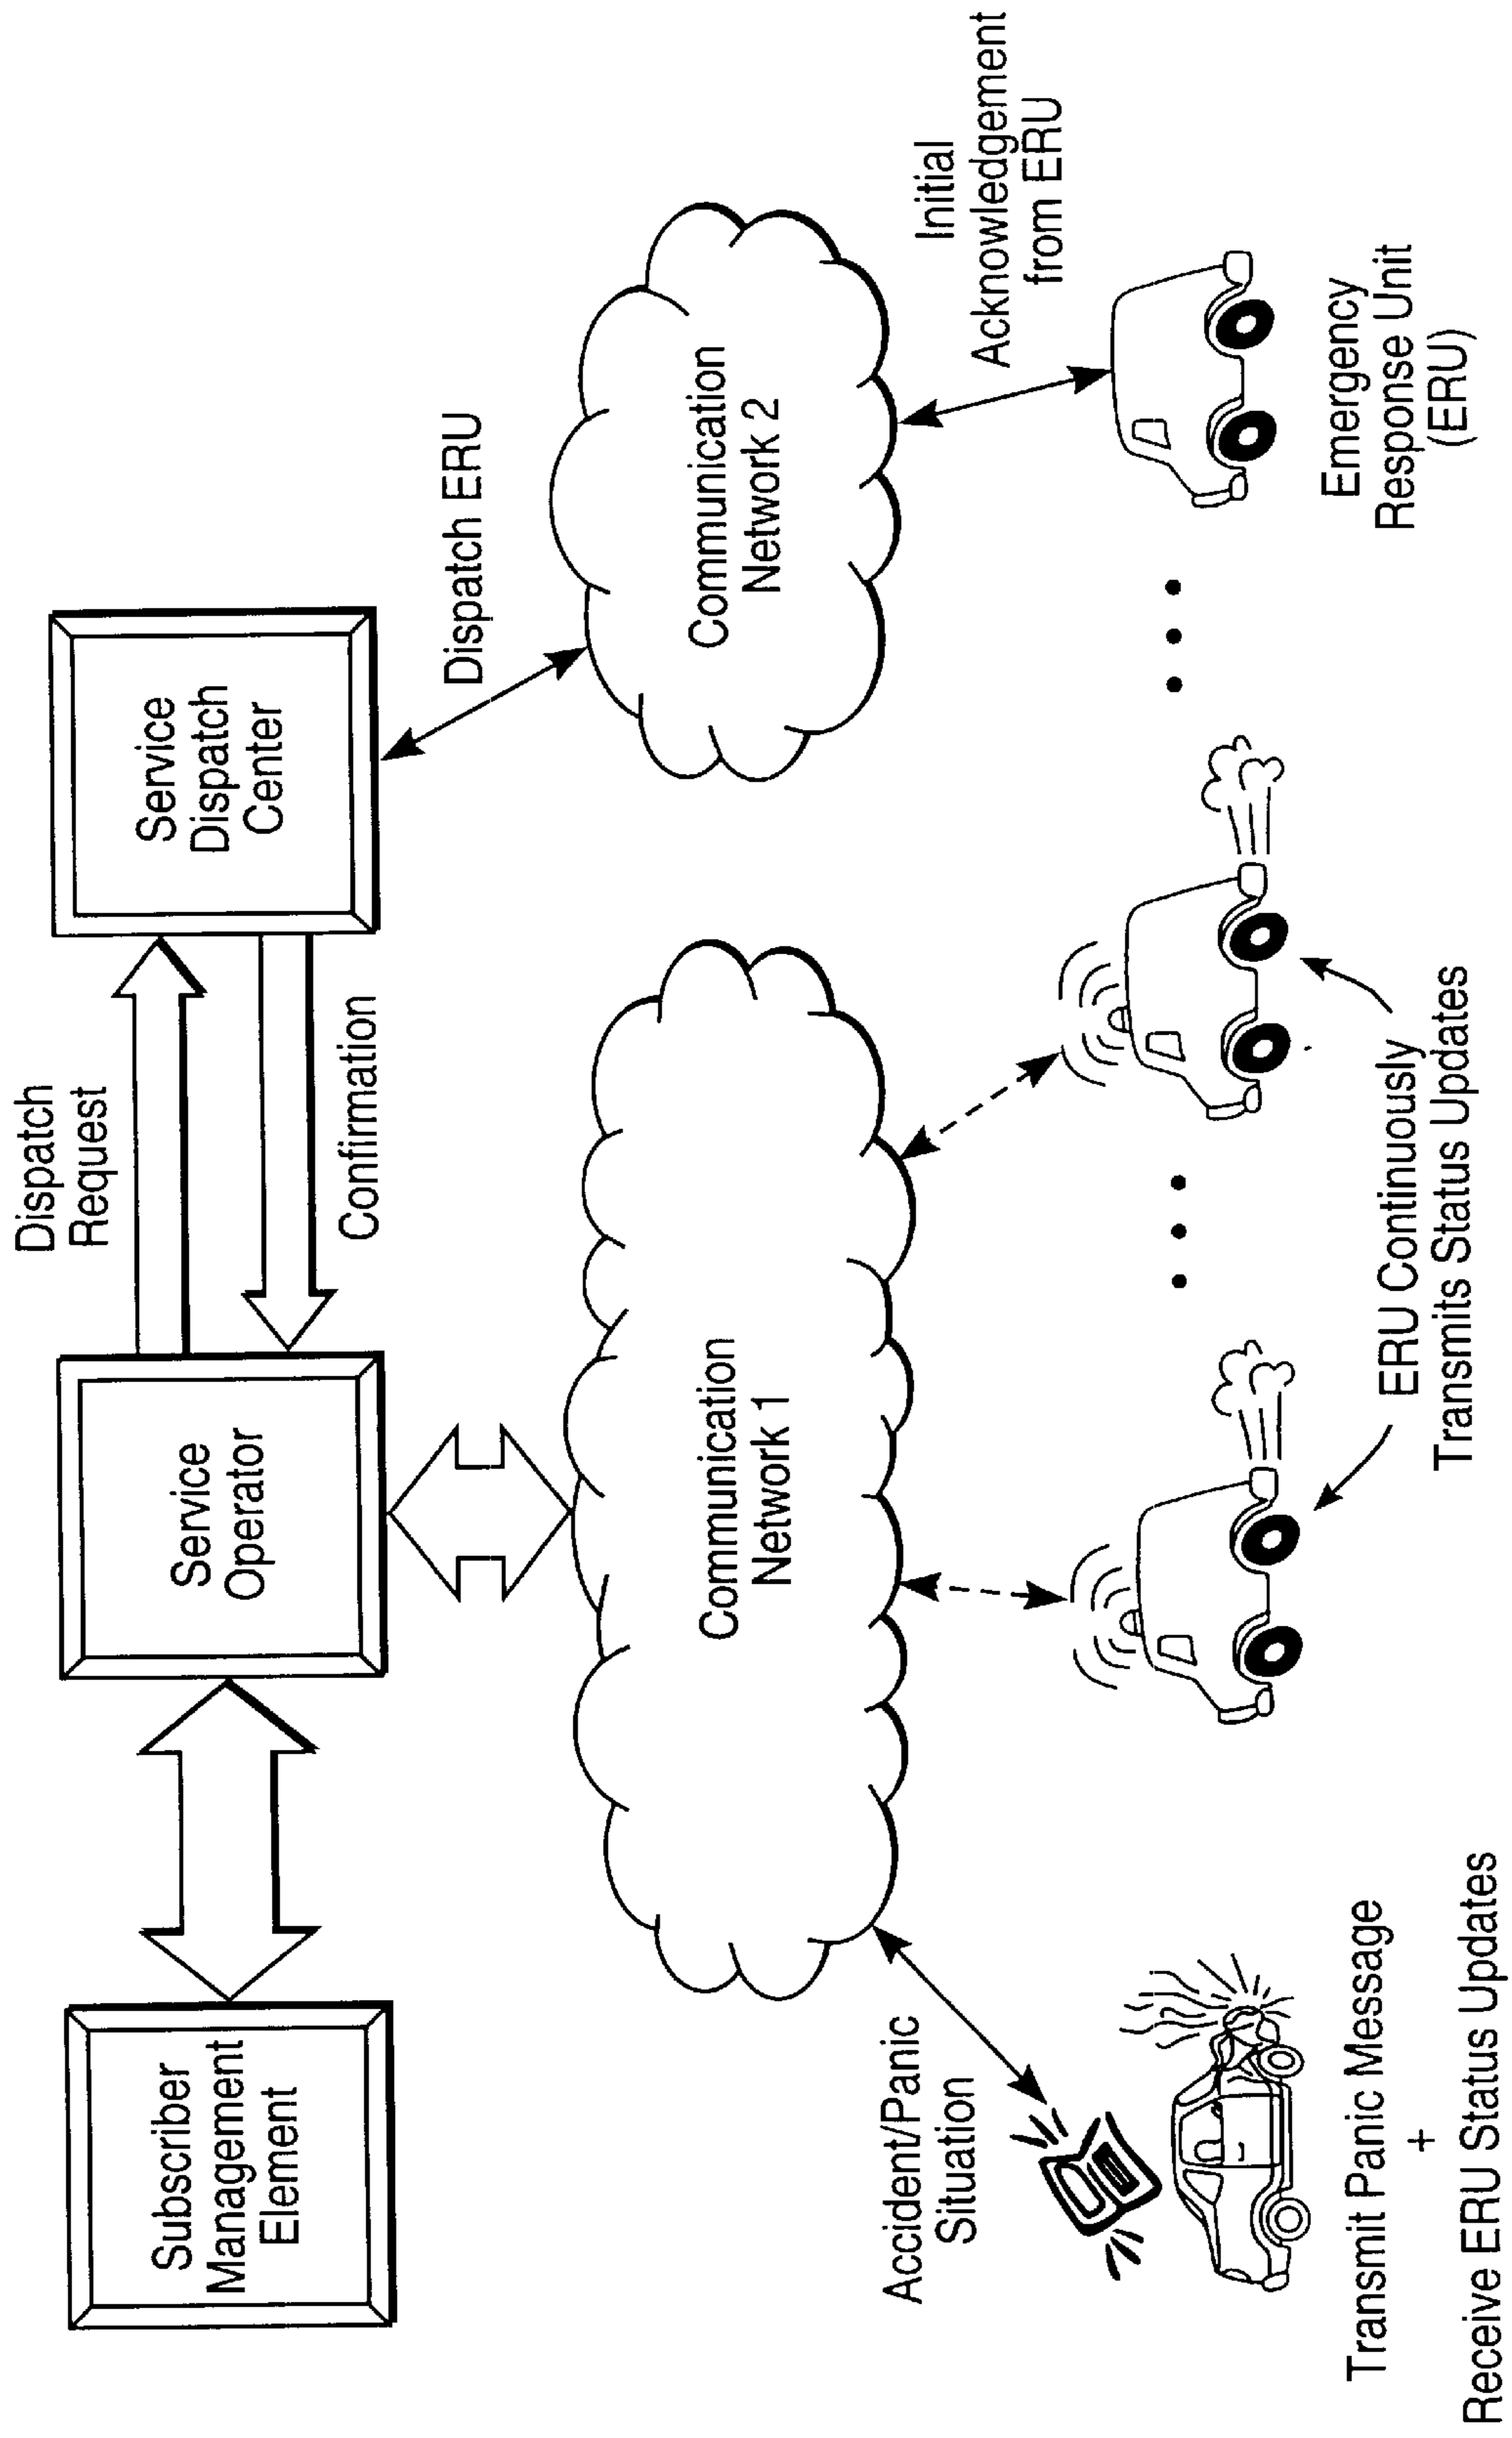 Dispatch
Request
Subscriber
Management
Element
Service
Operator
Service
Dispatch
Center
Confirmation
Dispatch ERU
Communication
Network 1
Communication
Network 2
Accident/Panic
Situation
Initial
Acknowledgement
from ERU
Transmit Panic Message
+
Receive ERU Status Updates
ERU Continuously
Transmits Status Updates
Emergency
Response Unit
(ERU)